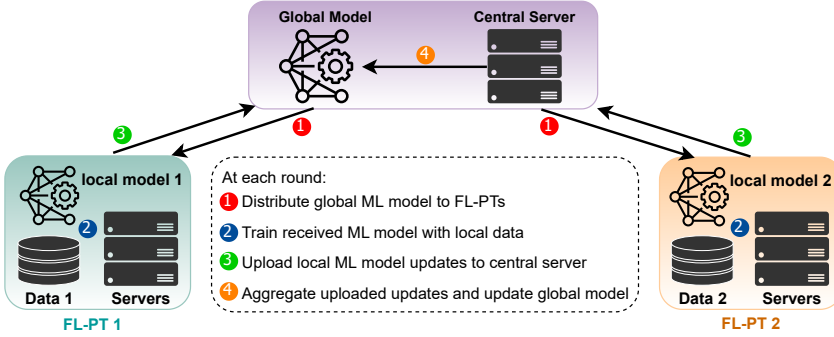 Global Model
Central Server
4
3
1
1
3
local model 1
2
Data 1
Servers
FL-PT 1
At each round:
1 Distribute global ML model to FL-PTs
2 Train received ML model with local data
3 Upload local ML model updates to central server
4 Aggregate uploaded updates and update global model
local model 2
2
Data 2
Servers
FL-PT 2